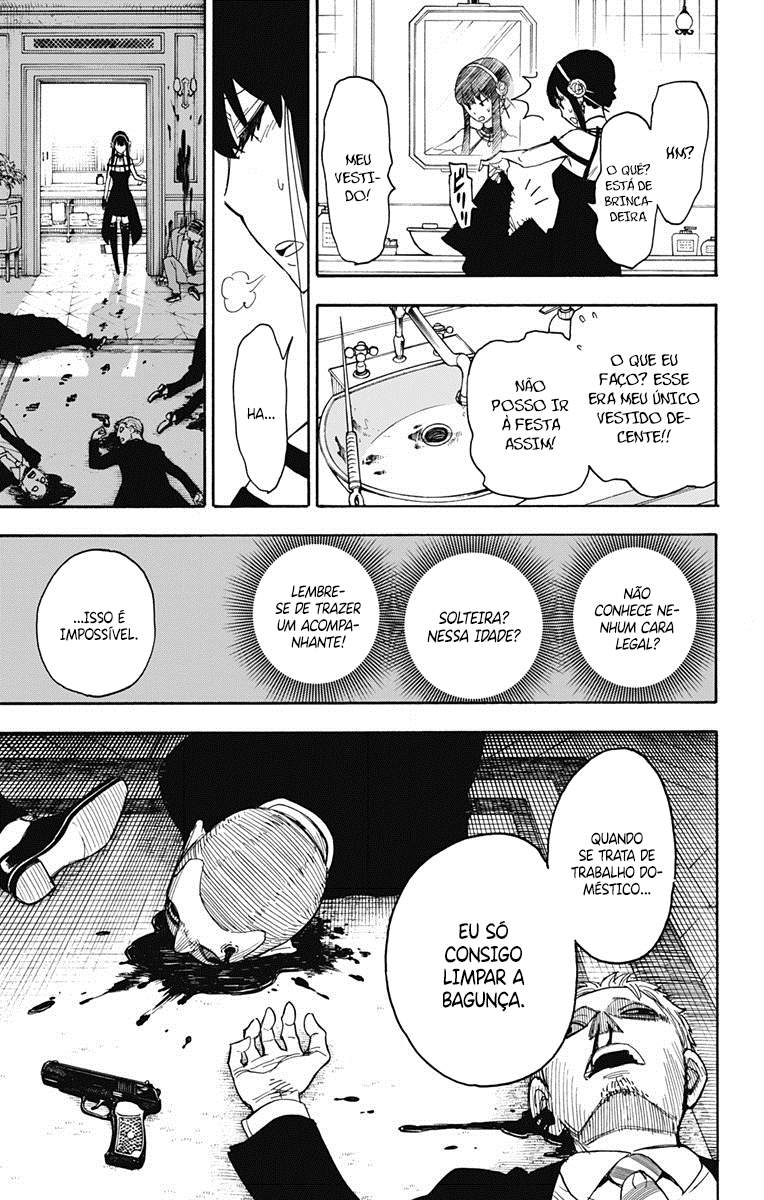 HM?
O QUÊ?
ESTÁ DE
BRINCA-
DEIRA
MEU
VESTI-
DO!
O QUE EU
FAÇO? ESSE
ERA MEU ÚNICO
VESTIDO DE-
CENTE!!
NÃO
POSSO IR
À FESTA
ASSIM!
HA...
NÃO
CONHECE NE-
NHUM CARA
LEGAL?
SOLTEIRA?
NESSA IDADE?
LEMBRE-
SE DE TRAZER
UM ACOMPA-
NHANTE!
...ISSO É
IMPOSSÍVEL.
QUANDO
SE TRATA DE
TRABALHO DO-
MÉSTICO...
EU SÓ
CONSIGO
LIMPAR A
BAGUNÇA.